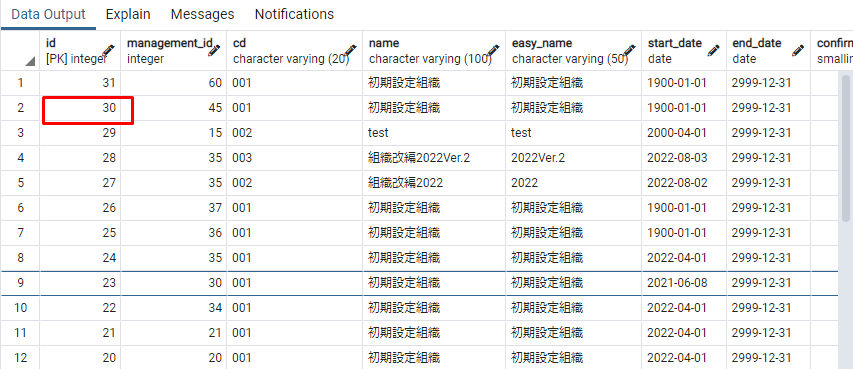 Data Output Explain Messages Notifications
id management_id cd name easy_name start_date end_date confirm
[PK] integer integer character varying (20) character varying (100) character varying (50) date date smallin
1 31 60 001 初期設定組織 初期設定組織 1900-01-01 2999-12-31
2 30 45 001 初期設定組織 初期設定組織 1900-01-01 2999-12-31
3 29 15 002 test test 2000-04-01 2999-12-31
4 28 35 003 組織改編2022Ver.2 2022Ver.2 2022-08-03 2999-12-31
5 27 35 002 組織改編2022 2022 2022-08-02 2999-12-31
6 26 37 001 初期設定組織 初期設定組織 1900-01-01 2999-12-31
7 25 36 001 初期設定組織 初期設定組織 1900-01-01 2999-12-31
8 24 35 001 初期設定組織 初期設定組織 2022-04-01 2999-12-31
9 23 30 001 初期設定組織 初期設定組織 2021-06-08 2999-12-31
10 22 34 001 初期設定組織 初期設定組織 2022-04-01 2999-12-31
11 21 21 001 初期設定組織 初期設定組織 2022-04-01 2999-12-31
12 20 20 001 初期設定組織 初期設定組織 2022-04-01 2999-12-31